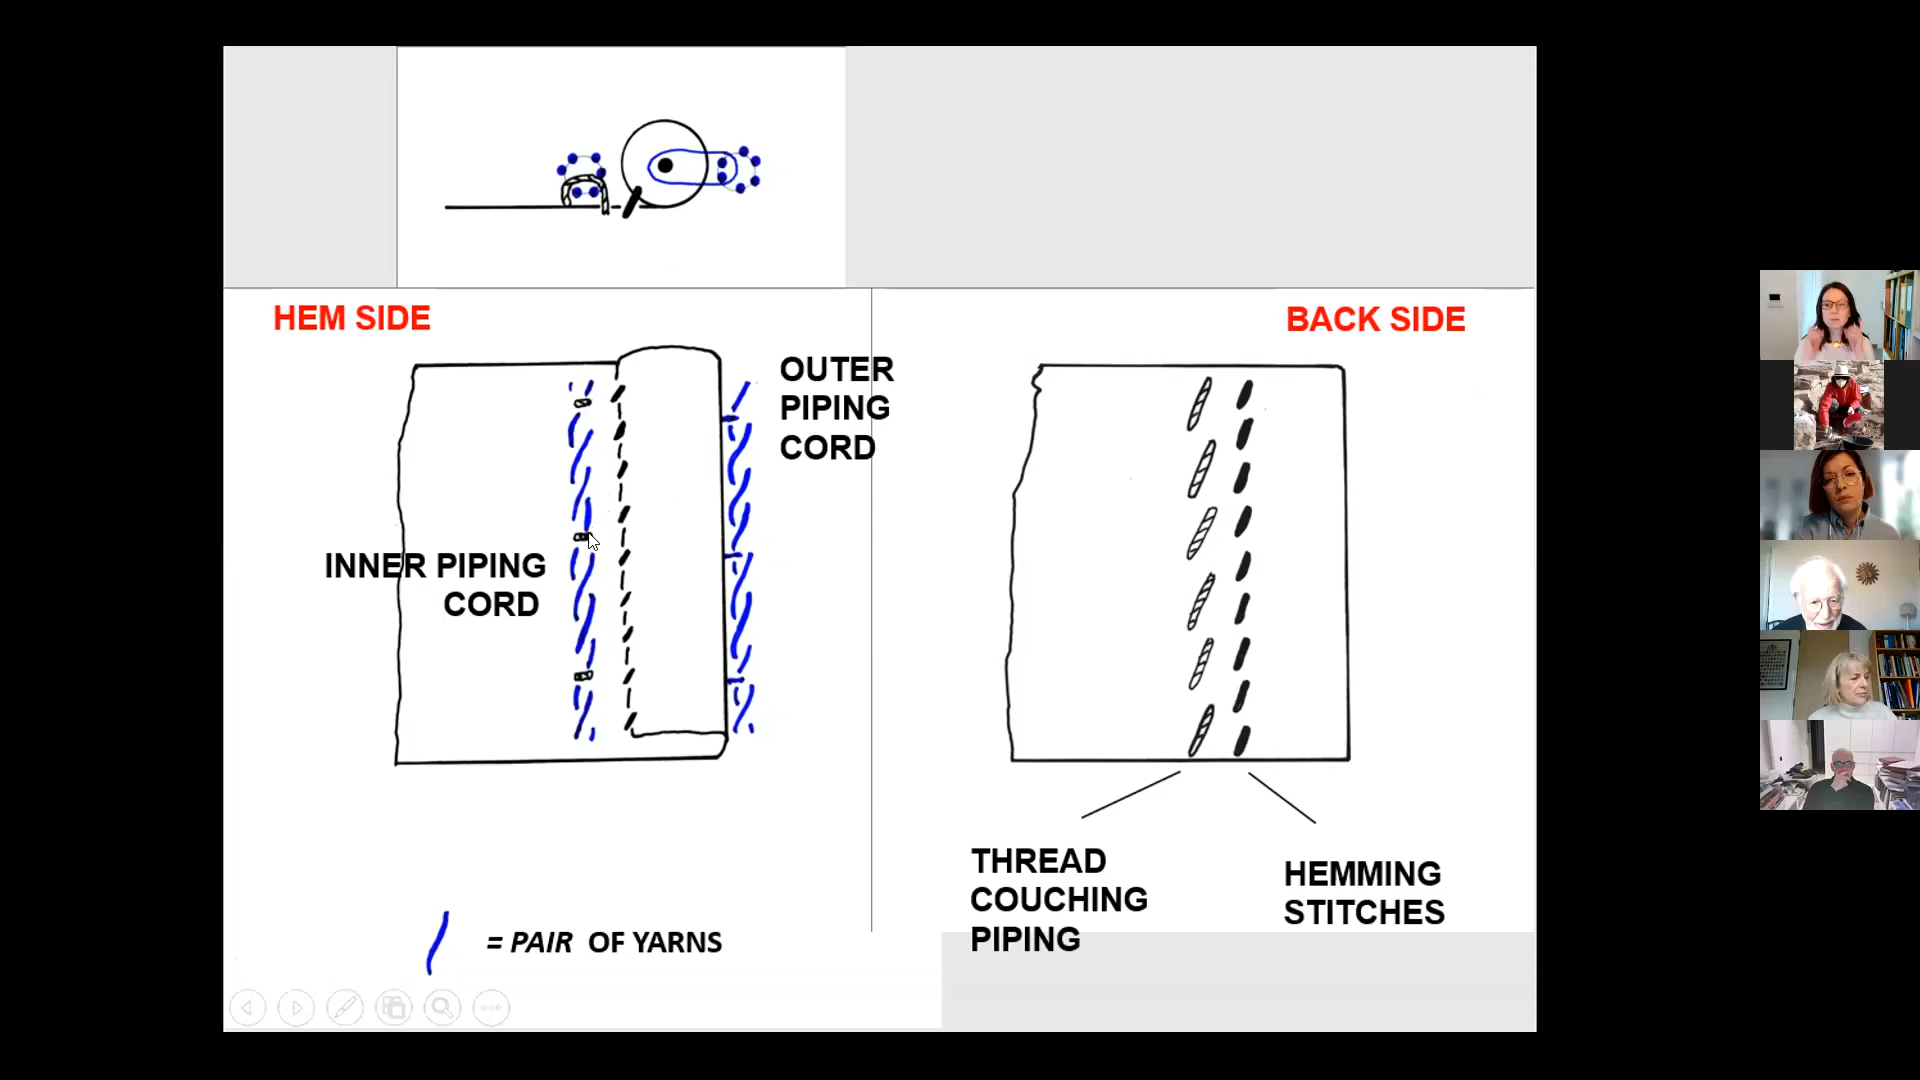 HEM SIDE
BACK SIDE
OUTER
PIPING
CORD
INNER PIPING
CORD
THREAD
COUCHING
PIPING
HEMMING
STITCHES
= PAIR OF YARNS